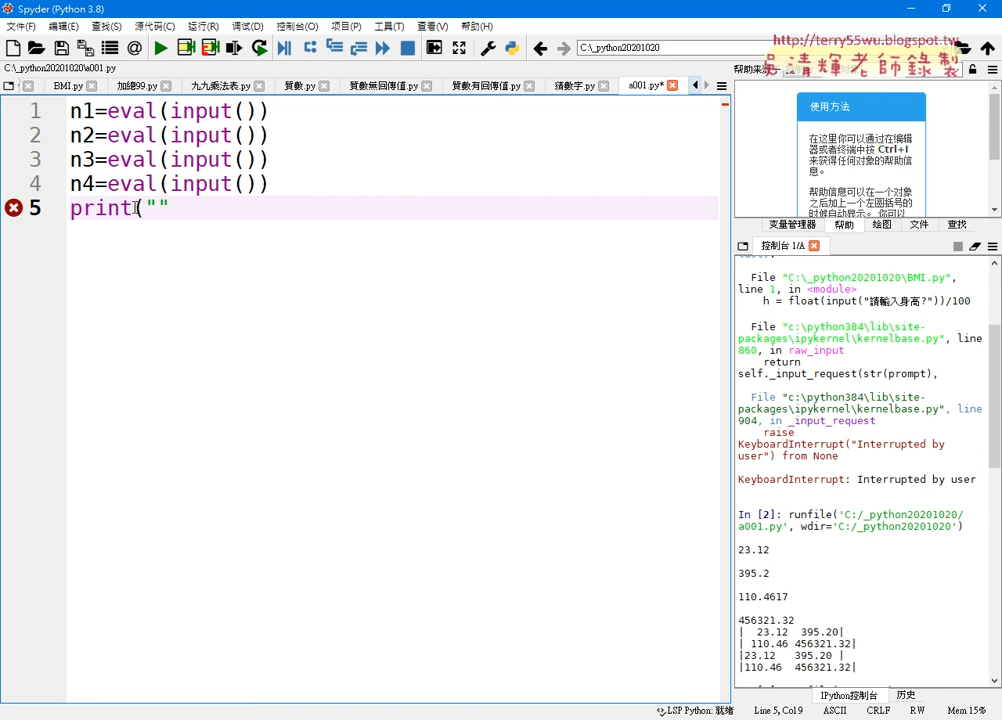 Spyder (Python 3.8)
文件(F) 编辑(E) 查找(S) 源代码(C) 运行(R) 调试(D) 控制台(O) 项目(P) 工具(T) 查看(V) 帮助(H)
C:\_python20201020
http://terry55wu.blogspot.tw
吳清輝老師錄製
C:\_python20201020\a001.py
帮助来源
BMI.py 加總99.py 九九乘法表.py 質數.py 質數無回傳值.py 質數有回傳值.py 猜數字.py a001.py*
1 n1=eval(input())
2 n2=eval(input())
3 n3=eval(input())
4 n4=eval(input())
5 print(""
使用方法
在这里你可以通过在编辑
器或者终端中按 Ctrl+I
来获得任何对象的帮助信
息。
帮助信息可以在一个对象
之后加上一个左圆括号的
时候自动显示。 你可以
变量管理器 帮助 绘图 文件 查找
控制台 1/A
File "C:\_python20201020\BMI.py",
line 1, in <module>
h = float(input("請輸入身高?"))/100
File "c:\python384\lib\site-
packages\ipykernel\kernelbase.py", line
860, in raw_input
return
self._input_request(str(prompt),
File "c:\python384\lib\site-
packages\ipykernel\kernelbase.py", line
904, in _input_request
raise
KeyboardInterrupt("Interrupted by
user") from None
KeyboardInterrupt: Interrupted by user
In [2]: runfile('C:/_python20201020/
a001.py', wdir='C:/_python20201020')
23.12
395.2
110.4617
456321.32
|  23.12  395.20|
| 110.46 456321.32|
|23.12   395.20 |
|110.46  456321.32|
IPython控制台 历史
LSP Python: 就绪 Line 5, Col9 ASCII CRLF RW Mem 15%